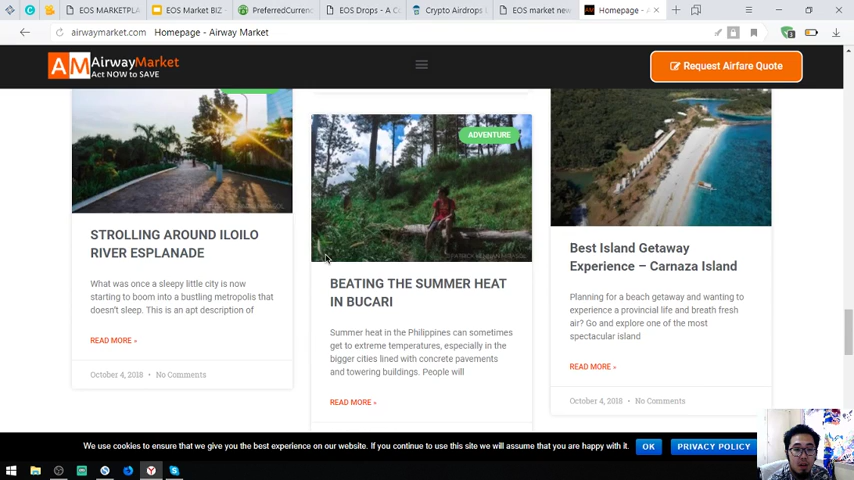 EOS MARKETPLA
EOS Market BIZ -
PreferredCurrenc
EOS Drops - A Co
Crypto Airdrops
EOS market new
Homepage - Ai
airwaymarket.com Homepage - Airway Market
AM AirwayMarket
Act NOW to SAVE
Request Airfare Quote
STROLLING AROUND ILOILO
RIVER ESPLANADE
What was once a sleepy little city is now
starting to boom into a bustling metropolis that
doesn't sleep. This is an apt description of
READ MORE »
October 4, 2018 • No Comments
ADVENTURE
BEATING THE SUMMER HEAT
IN BUCARI
Summer heat in the Philippines can sometimes
get to extreme temperatures, especially in the
bigger cities lined with concrete pavements
and towering buildings. People will
READ MORE »
Best Island Getaway
Experience – Carnaza Island
Planning for a beach getaway and wanting to
experience a provincial life and breath fresh
air? Go and explore one of the most
spectacular island
READ MORE »
October 4, 2018 • No Comments
We use cookies to ensure that we give you the best experience on our website. If you continue to use this site we will assume that you are happy with it.
OK
PRIVACY POLICY